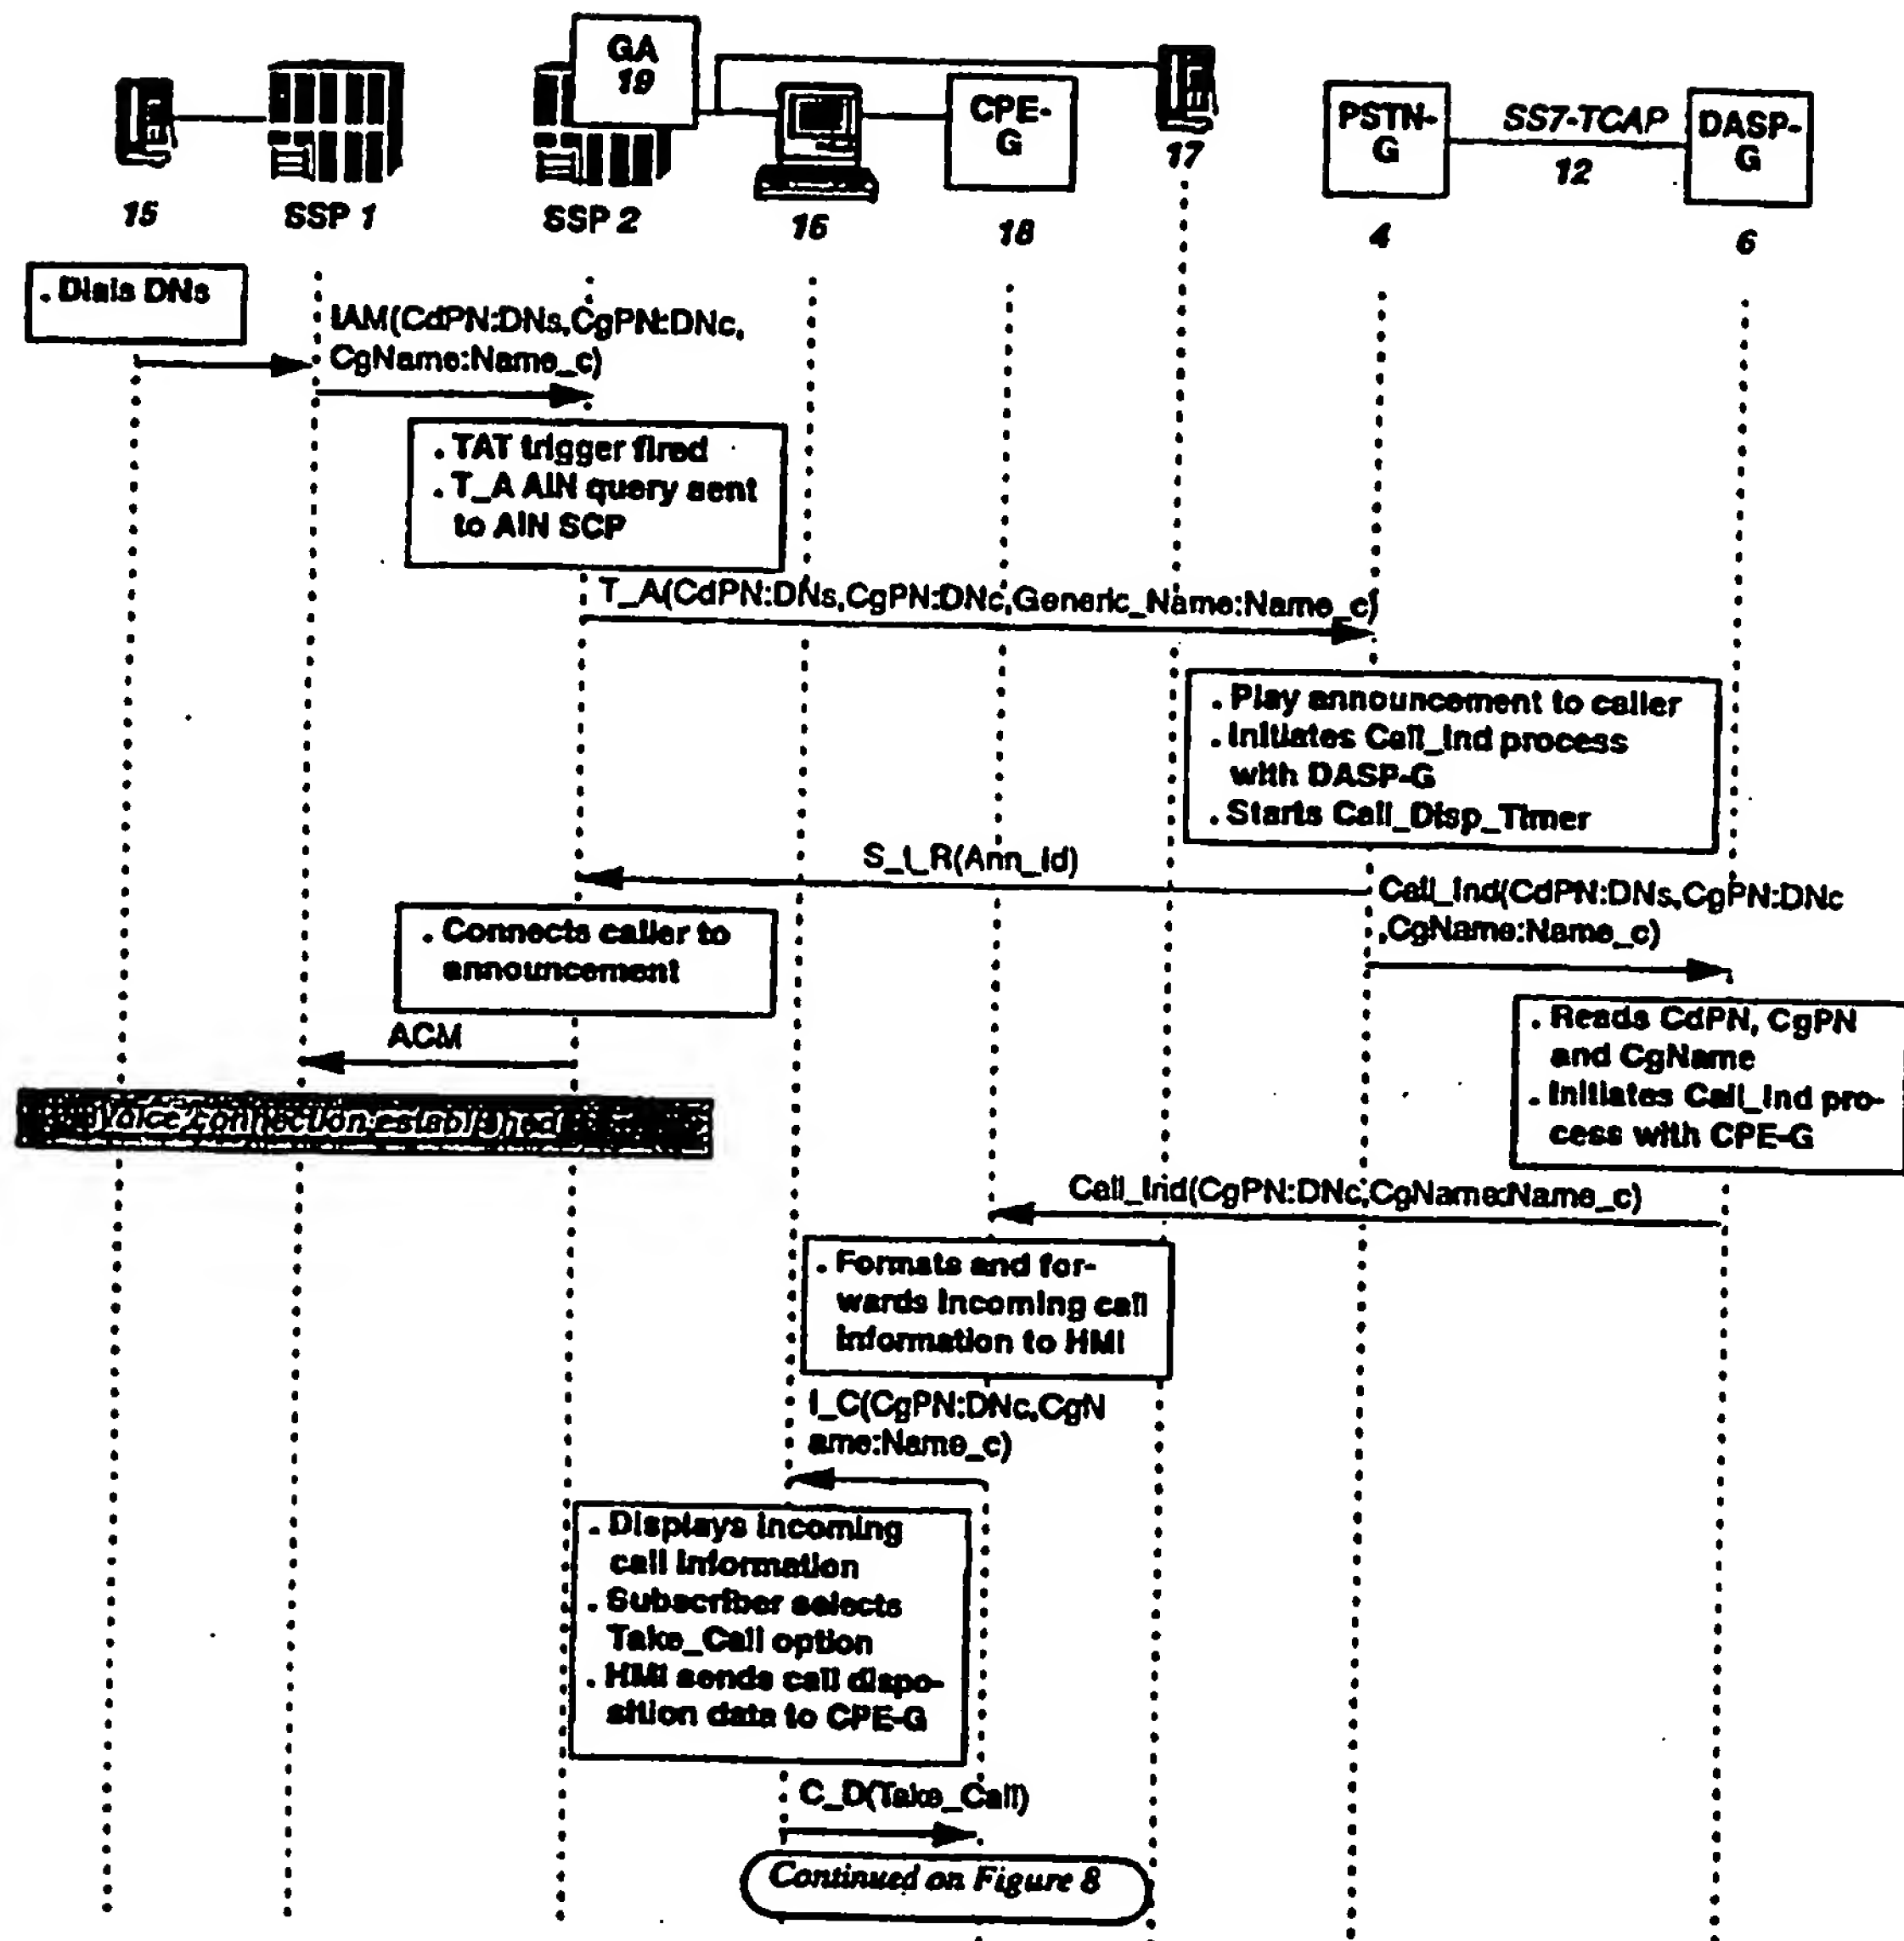 GA
19
CPE-
G
PSTN-
G
SS7-TCAP
12
DASP-
G
15
SSP 1
SSP 2
16
18
17
4
6
. Dials DNs
IAM(CdPN:DNs,CgPN:DNc,
CgName:Name_c)
. TAT trigger fired
. T_A AIN query sent
to AIN SCP
T_A(CdPN:DNs,CgPN:DNc,Generic_Name:Name_c)
. Play announcement to caller
. Initiates Call_Ind process
with DASP-G
. Starts Call_Disp_Timer
S_I_R(Ann_Id)
Call_Ind(CdPN:DNs,CgPN:DNc
,CgName:Name_c)
. Connects caller to
announcement
ACM
. Reads CdPN, CgPN
and CgName
. Initiates Call_Ind pro-
cess with CPE-G
Voice connection established
Call_Ind(CgPN:DNc,CgName:Name_c)
. Formats and for-
wards incoming call
information to HMI
I_C(CgPN:DNc,CgN
ame:Name_c)
. Displays incoming
call information
. Subscriber selects
Take_Call option
. HMI sends call dispo-
sition data to CPE-G
C_D(Take_Call)
Continued on Figure 8